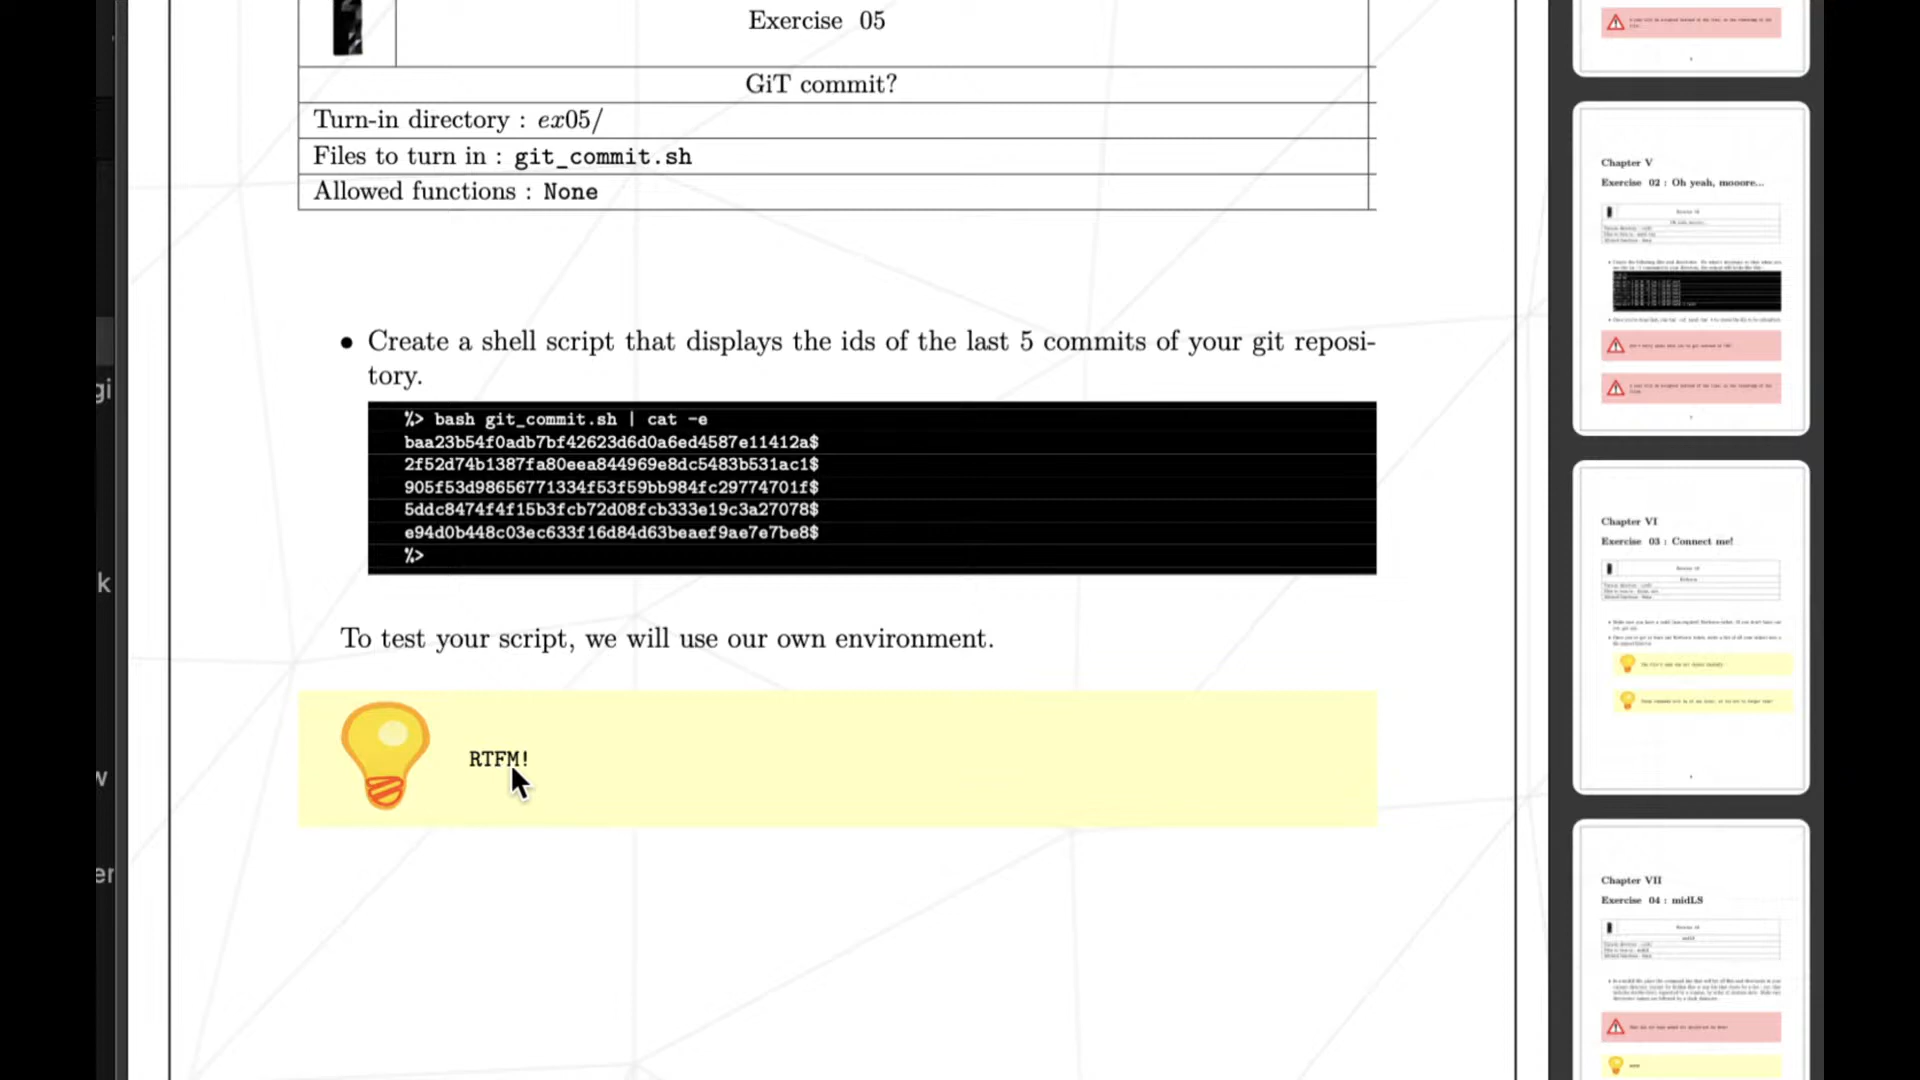 Exercise 05
GiT commit?
Turn-in directory : ex05/
Files to turn in : git_commit.sh
Allowed functions : None
• Create a shell script that displays the ids of the last 5 commits of your git reposi-
tory.
%> bash git_commit.sh | cat -e
baa23b54f0adb7bf42623d6d0a6ed4587e11412a$
2f52d74b1387fa80eea844969e8dc5483b531ac1$
905f53d98656771334f53f59bb984fc29774701f$
5ddc8474f4f15b3fcb72d08fcb333e19c3a27078$
e94d0b448c03ec633f16d84d63beaef9ae7e7be8$
%>
To test your script, we will use our own environment.
RTFM!
gi
k
w
er
Chapter V
Exercise 02 : Oh yeah, mooore...
Chapter VI
Exercise 03 : Connect me!
Chapter VII
Exercise 04 : midLS